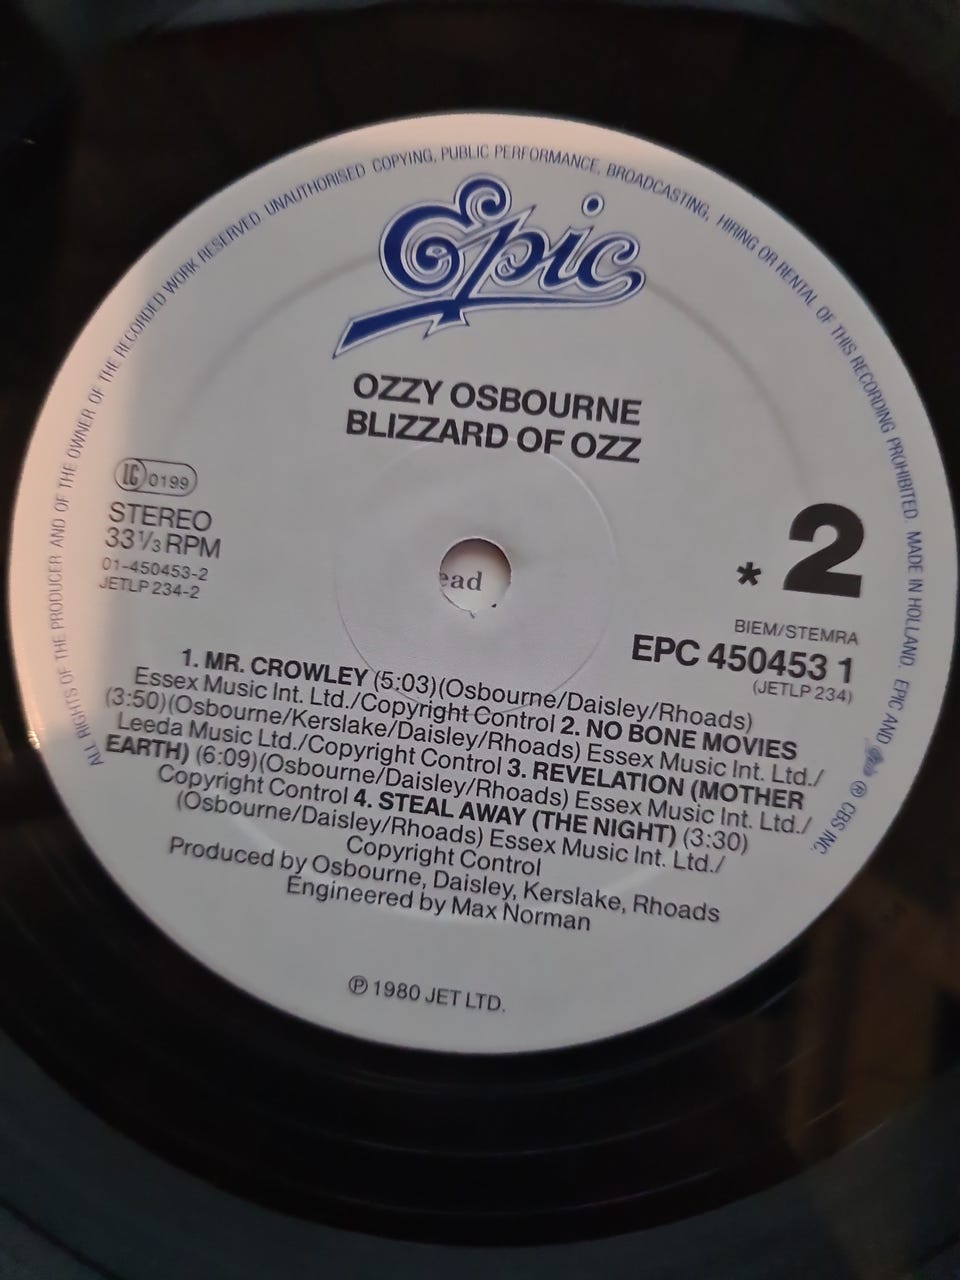 ALL RIGHTS OF THE PRODUCER AND OF THE OWNER OF THE RECORDED WORK RESERVED UNAUTHORISED COPYING, PUBLIC PERFORMANCE, BROADCASTING, HIRING OR RENTAL OF THIS RECORDING PROHIBITED. MADE IN HOLLAND. EPIC AND Epic ® CBS INC.
Epic
OZZY OSBOURNE
BLIZZARD OF OZZ
LC 0199
STEREO
33⅓ RPM
01-450453-2
JETLP 234-2
ead
* 2
BIEM/STEMRA
EPC 450453 1
(JETLP 234)
1. MR. CROWLEY (5:03)(Osbourne/Daisley/Rhoads)
Essex Music Int. Ltd./Copyright Control 2. NO BONE MOVIES
(3:50)(Osbourne/Kerslake/Daisley/Rhoads) Essex Music Int. Ltd./
Leeda Music Ltd./Copyright Control 3. REVELATION (MOTHER
EARTH) (6:09)(Osbourne/Daisley/Rhoads) Essex Music Int. Ltd./
Copyright Control 4. STEAL AWAY (THE NIGHT) (3:30)
(Osbourne/Daisley/Rhoads) Essex Music Int. Ltd./
Copyright Control
Produced by Osbourne, Daisley, Kerslake, Rhoads
Engineered by Max Norman
℗ 1980 JET LTD.